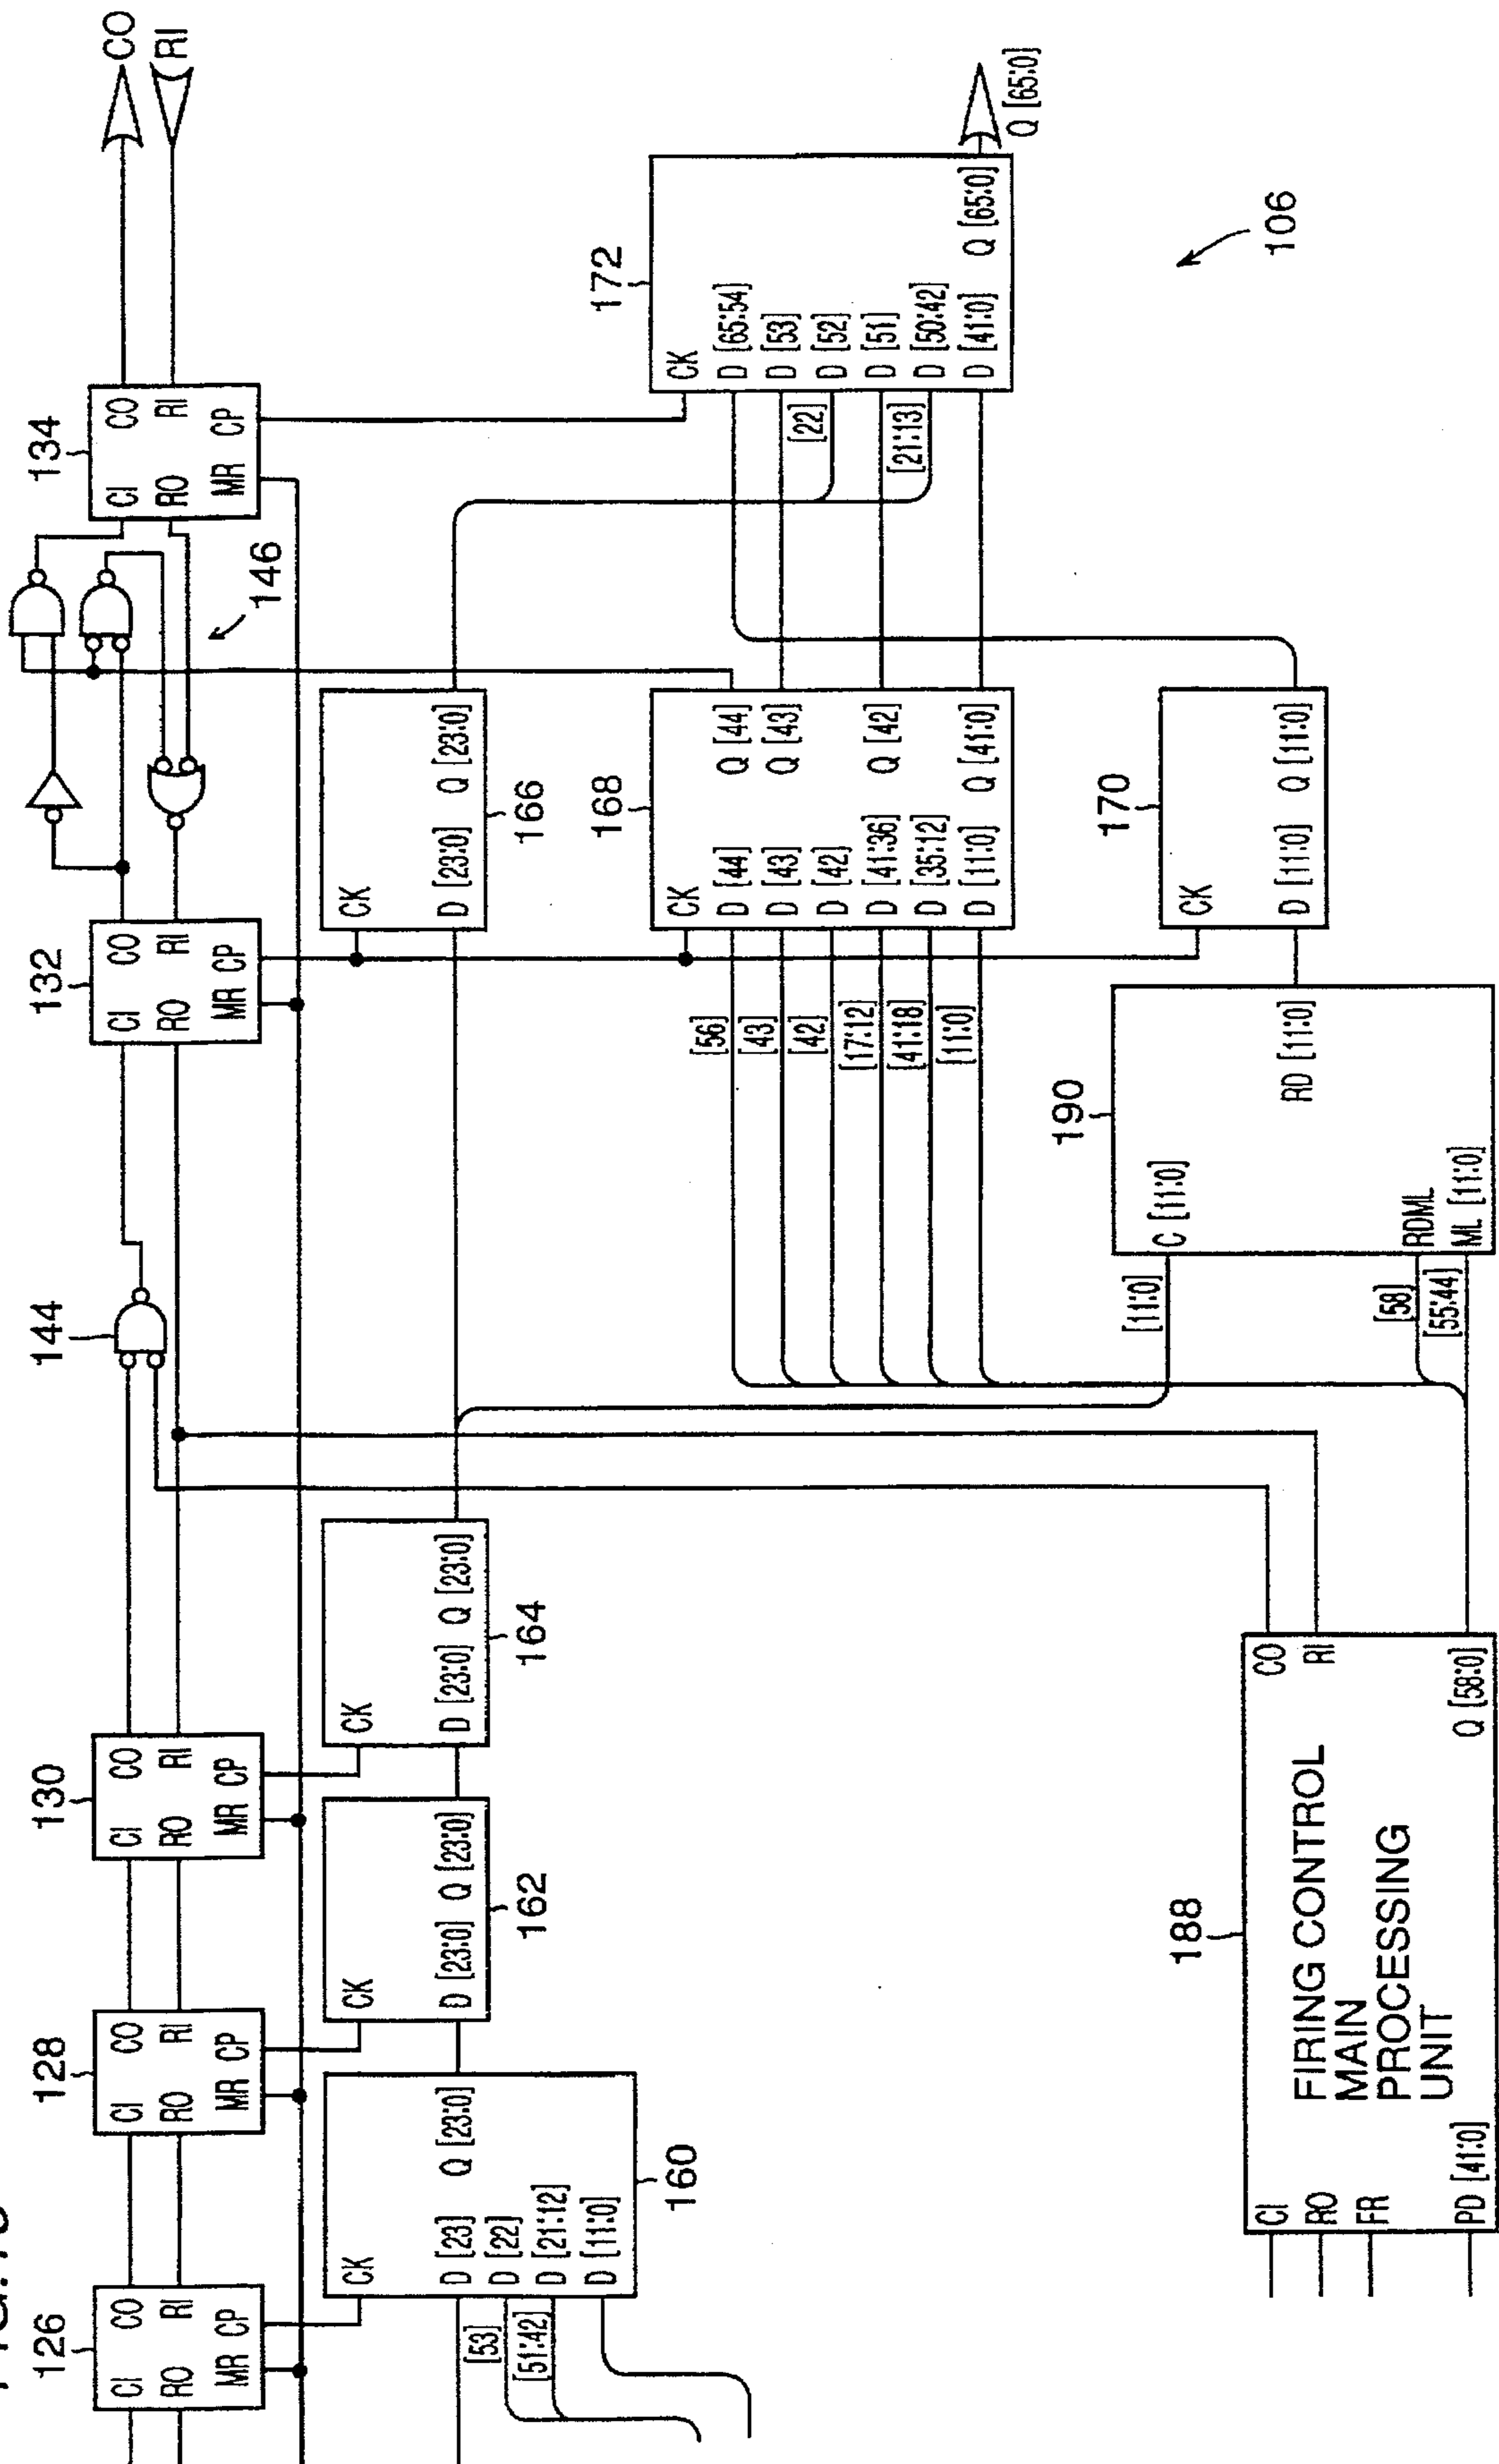 126
CI CO
RO RI
MR CP
128
CI CO
RO RI
MR CP
130
CI CO
RO RI
MR CP
144
132
CI CO
RO RI
MR CP
146
134
CI CO
RO RI
MR CP
CO
RI
CK
D [23]
Q [23:0]
D [22]
D [21:12]
D [11:0]
[53]
[51:42]
160
CK
D [23:0] Q [23:0]
162
CK
D [23:0] Q [23:0]
164
CK
D [23:0] Q [23:0]
166
168
CK
D [44] Q [44]
D [43] Q [43]
D [42]
D [41:36] Q [42]
D [35:12]
D [11:0] Q [41:0]
[56]
[43]
[42]
[17:12]
[41:18]
[11:0]
172
CK
D [65:54]
D [53]
D [52]
D [51]
D [50:42]
D [41:0] Q [65:0]
[22]
[21:13]
Q [65:0]
106
170
CK
D [11:0] Q [11:0]
190
C [11:0]
RD [11:0]
RDML
ML [11:0]
[11:0]
[58]
[55:44]
188
CI CO
RO RI
FR
PD [41:0] Q [58:0]
FIRING CONTROL
MAIN
PROCESSING
UNIT